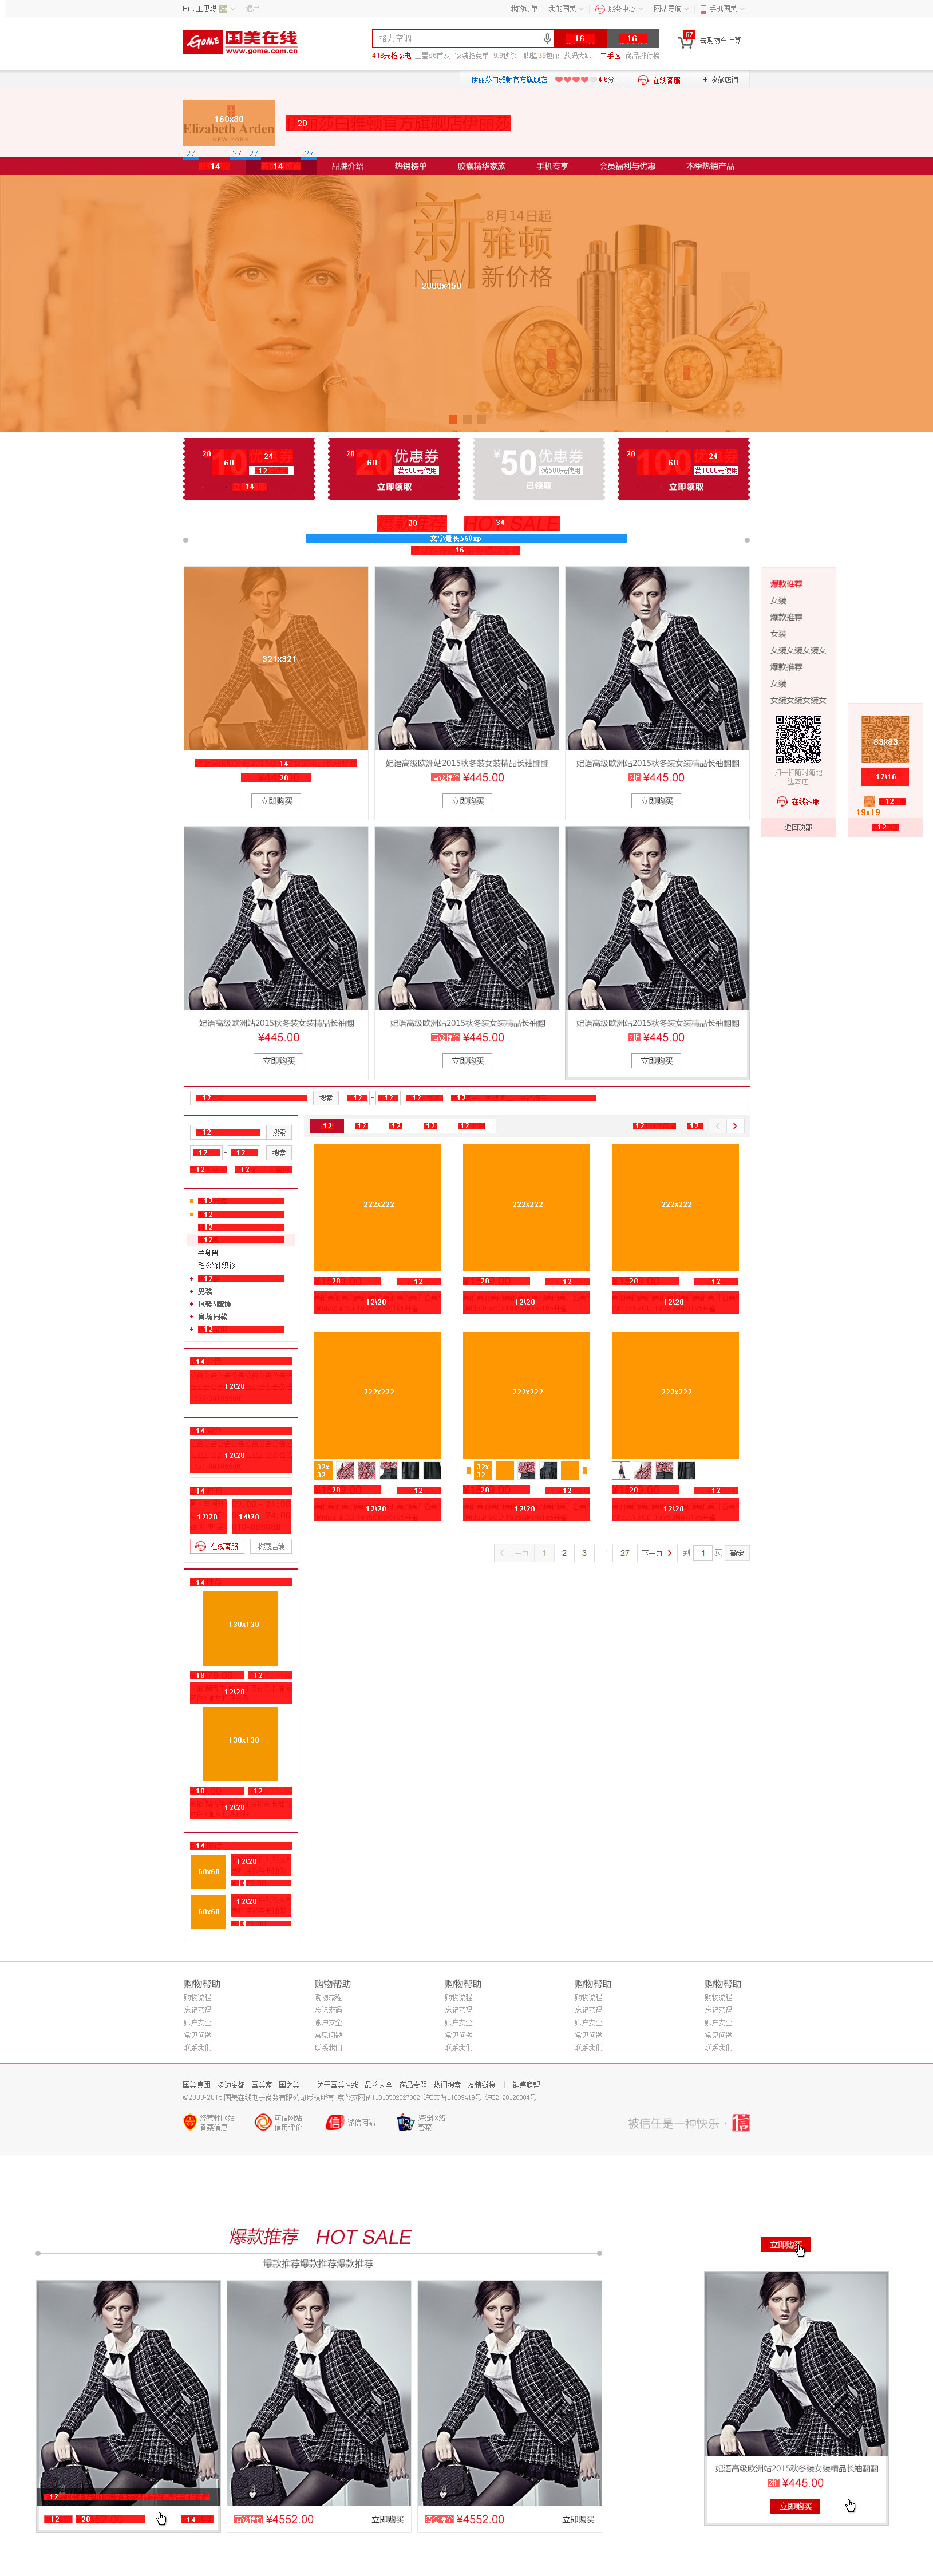 Hi，王思聪
退出
我的订单 我的国美 服务中心 网站导航 手机国美
Gome 国美在线
www.gome.com.cn
格力空调 16 16
67 去购物车计算
418元抢家电 三星s6首发 家装抢免单 9.9秒杀 脚垫39包邮 数码大趴 二手区 商品排行榜
伊丽莎白雅顿官方旗舰店 4.6分 在线客服 + 收藏店铺
160x80
Elizabeth Arden
NEW YORK
28
27 27 27 27
14 14 品牌介绍 热销榜单 胶囊精华家族 手机专享 会员福利与优惠 本季热销产品
新 8月14日起
雅顿
NEW 新价格
2000x450
20 60 24
12
14
20 60 优惠券
满500元使用
立即领取
¥50 优惠券
满500元使用
已领取
20 60 24
满1000元使用
立即领取
30 34
文字最长560xp
16
321x321
14
20
立即购买
妃语高级欧洲站2015秋冬装女装精品长袖翻翻
清仓特价 ¥445.00
立即购买
妃语高级欧洲站2015秋冬装女装精品长袖翻翻
2折 ¥445.00
立即购买
爆款推荐
女装
爆款推荐
女装
女装女装女装女
爆款推荐
女装
女装女装女装女
扫一扫随时随地
逛本店
在线客服
返回顶部
83x83
12\16
12
19x19
12
妃语高级欧洲站2015秋冬装女装精品长袖翻
¥445.00
立即购买
妃语高级欧洲站2015秋冬装女装精品长袖翻
清仓特价 ¥445.00
立即购买
妃语高级欧洲站2015秋冬装女装精品长袖翻翻
2折 ¥445.00
立即购买
12 搜索 12 - 12 12 12
12 搜索
12 - 12 搜索
12 12
12
12
12
12
半身裙
毛衣\针织衫
12
男装
包鞋\配饰
商场同款
12
14
12\20
14
12\20
14
12\20 14\20
在线客服 收藏店铺
14
130x130
18 12
12\20
130x130
18 12
12\20
14
60x60 12\20
14
60x60 12\20
14
12 12 12 12 12 12 12
222x222 222x222 222x222
20 12 20 12 20 12
12\20 12\20 12\20
222x222 222x222 222x222
32x
32
32x
32
20 12 20 12 20 12
12\20 12\20 12\20
上一页 1 2 3 ... 27 下一页 到 1 页 确定
购物帮助 购物帮助 购物帮助 购物帮助 购物帮助
购物流程 购物流程 购物流程 购物流程 购物流程
忘记密码 忘记密码 忘记密码 忘记密码 忘记密码
账户安全 账户安全 账户安全 账户安全 账户安全
常见问题 常见问题 常见问题 常见问题 常见问题
联系我们 联系我们 联系我们 联系我们 联系我们
国美集团 多边金都 国美家 国之美 | 关于国美在线 品牌大全 商品专题 热门搜索 友情链接 | 销售联盟
©2000-2015 国美在线电子商务有限公司版权所有 京公安网备11010502027062 沪ICP备11009419号 沪B2-20120004号
经营性网站
备案信息
可信网站
信用评价
诚信网站
海淀网络
警察
被信任是一种快乐·信
爆款推荐 HOT SALE
爆款推荐爆款推荐爆款推荐
12
12 20 14
清仓特价 ¥4552.00 立即购买
清仓特价 ¥4552.00 立即购买
立即购买
妃语高级欧洲站2015秋冬装女装精品长袖翻翻
2折 ¥445.00
立即购买